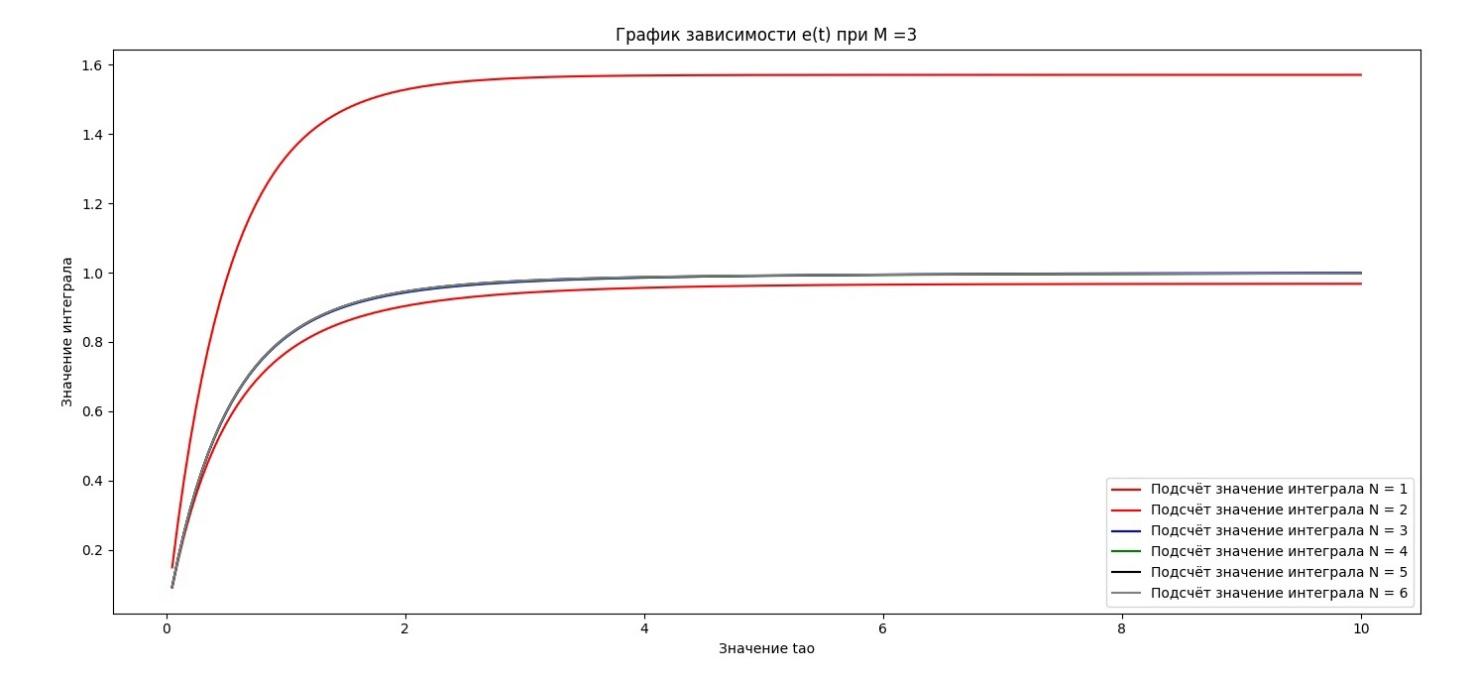 График зависимости e(t) при M =3
Значение интеграла
1.6
1.4
1.2
1.0
0.8
0.6
0.4
0.2
0 2 4 6 8 10
Значение tao
Подсчёт значение интеграла N = 1
Подсчёт значение интеграла N = 2
Подсчёт значение интеграла N = 3
Подсчёт значение интеграла N = 4
Подсчёт значение интеграла N = 5
Подсчёт значение интеграла N = 6